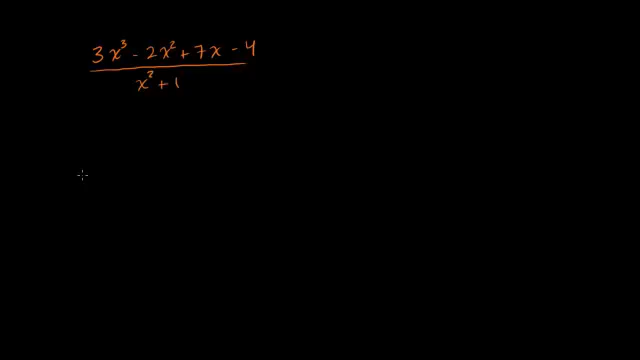 3x³ - 2x² + 7x - 4
x² + 1